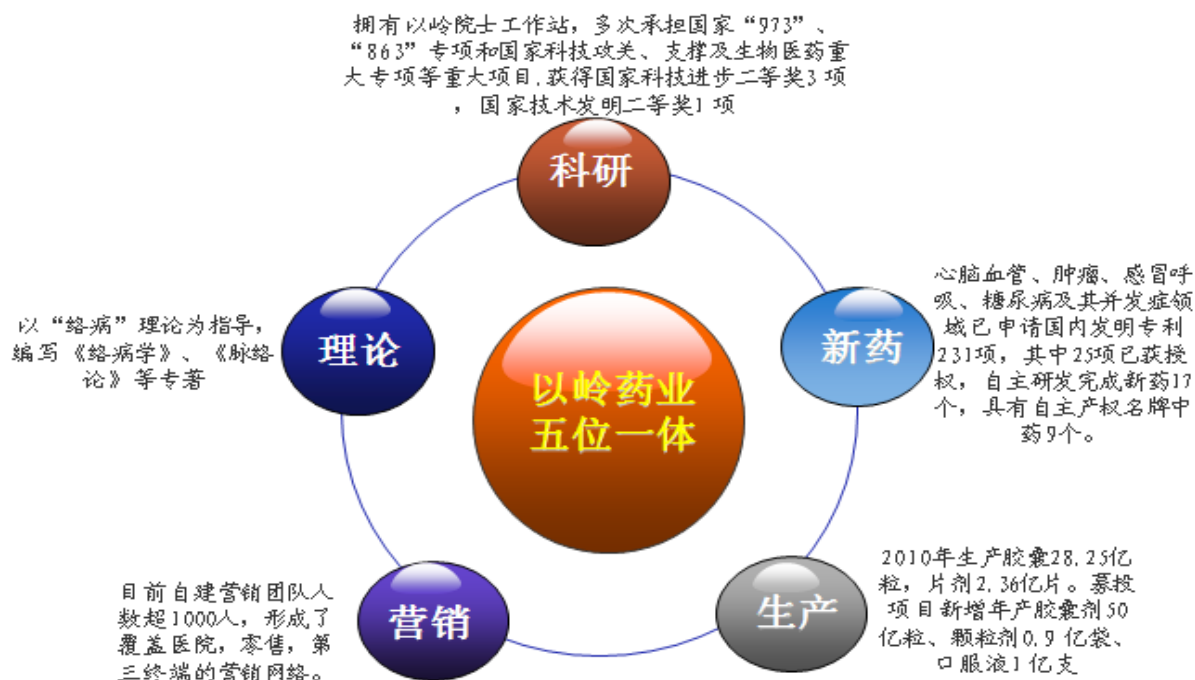 拥有以岭院士工作站，多次承担国家“973”、
“863”专项和国家科技攻关、支撑及生物医药重
大专项等重大项目.获得国家科技进步二等奖3项
，国家技术发明二等奖1项
科研
心脑血管、肿瘤、感冒呼
吸、糖尿病及其并发症领
域已申请国内发明专利
231项，其中25项已获授
权，自主研发完成新药17
个，具有自主产权名牌中
药9个。
新药
以“络病”理论为指导，
编写《络病学》、《脉络
论》等专著
理论
以岭药业
五位一体
2010年生产胶囊28.25亿
粒，片剂2.36亿片。募投
项目新增年产胶囊剂50
亿粒、颗粒剂0.9亿袋、
口服液1亿支
生产
目前自建营销团队人
数超1000人，形成了
覆盖医院，零售，第
三终端的营销网络。
营销